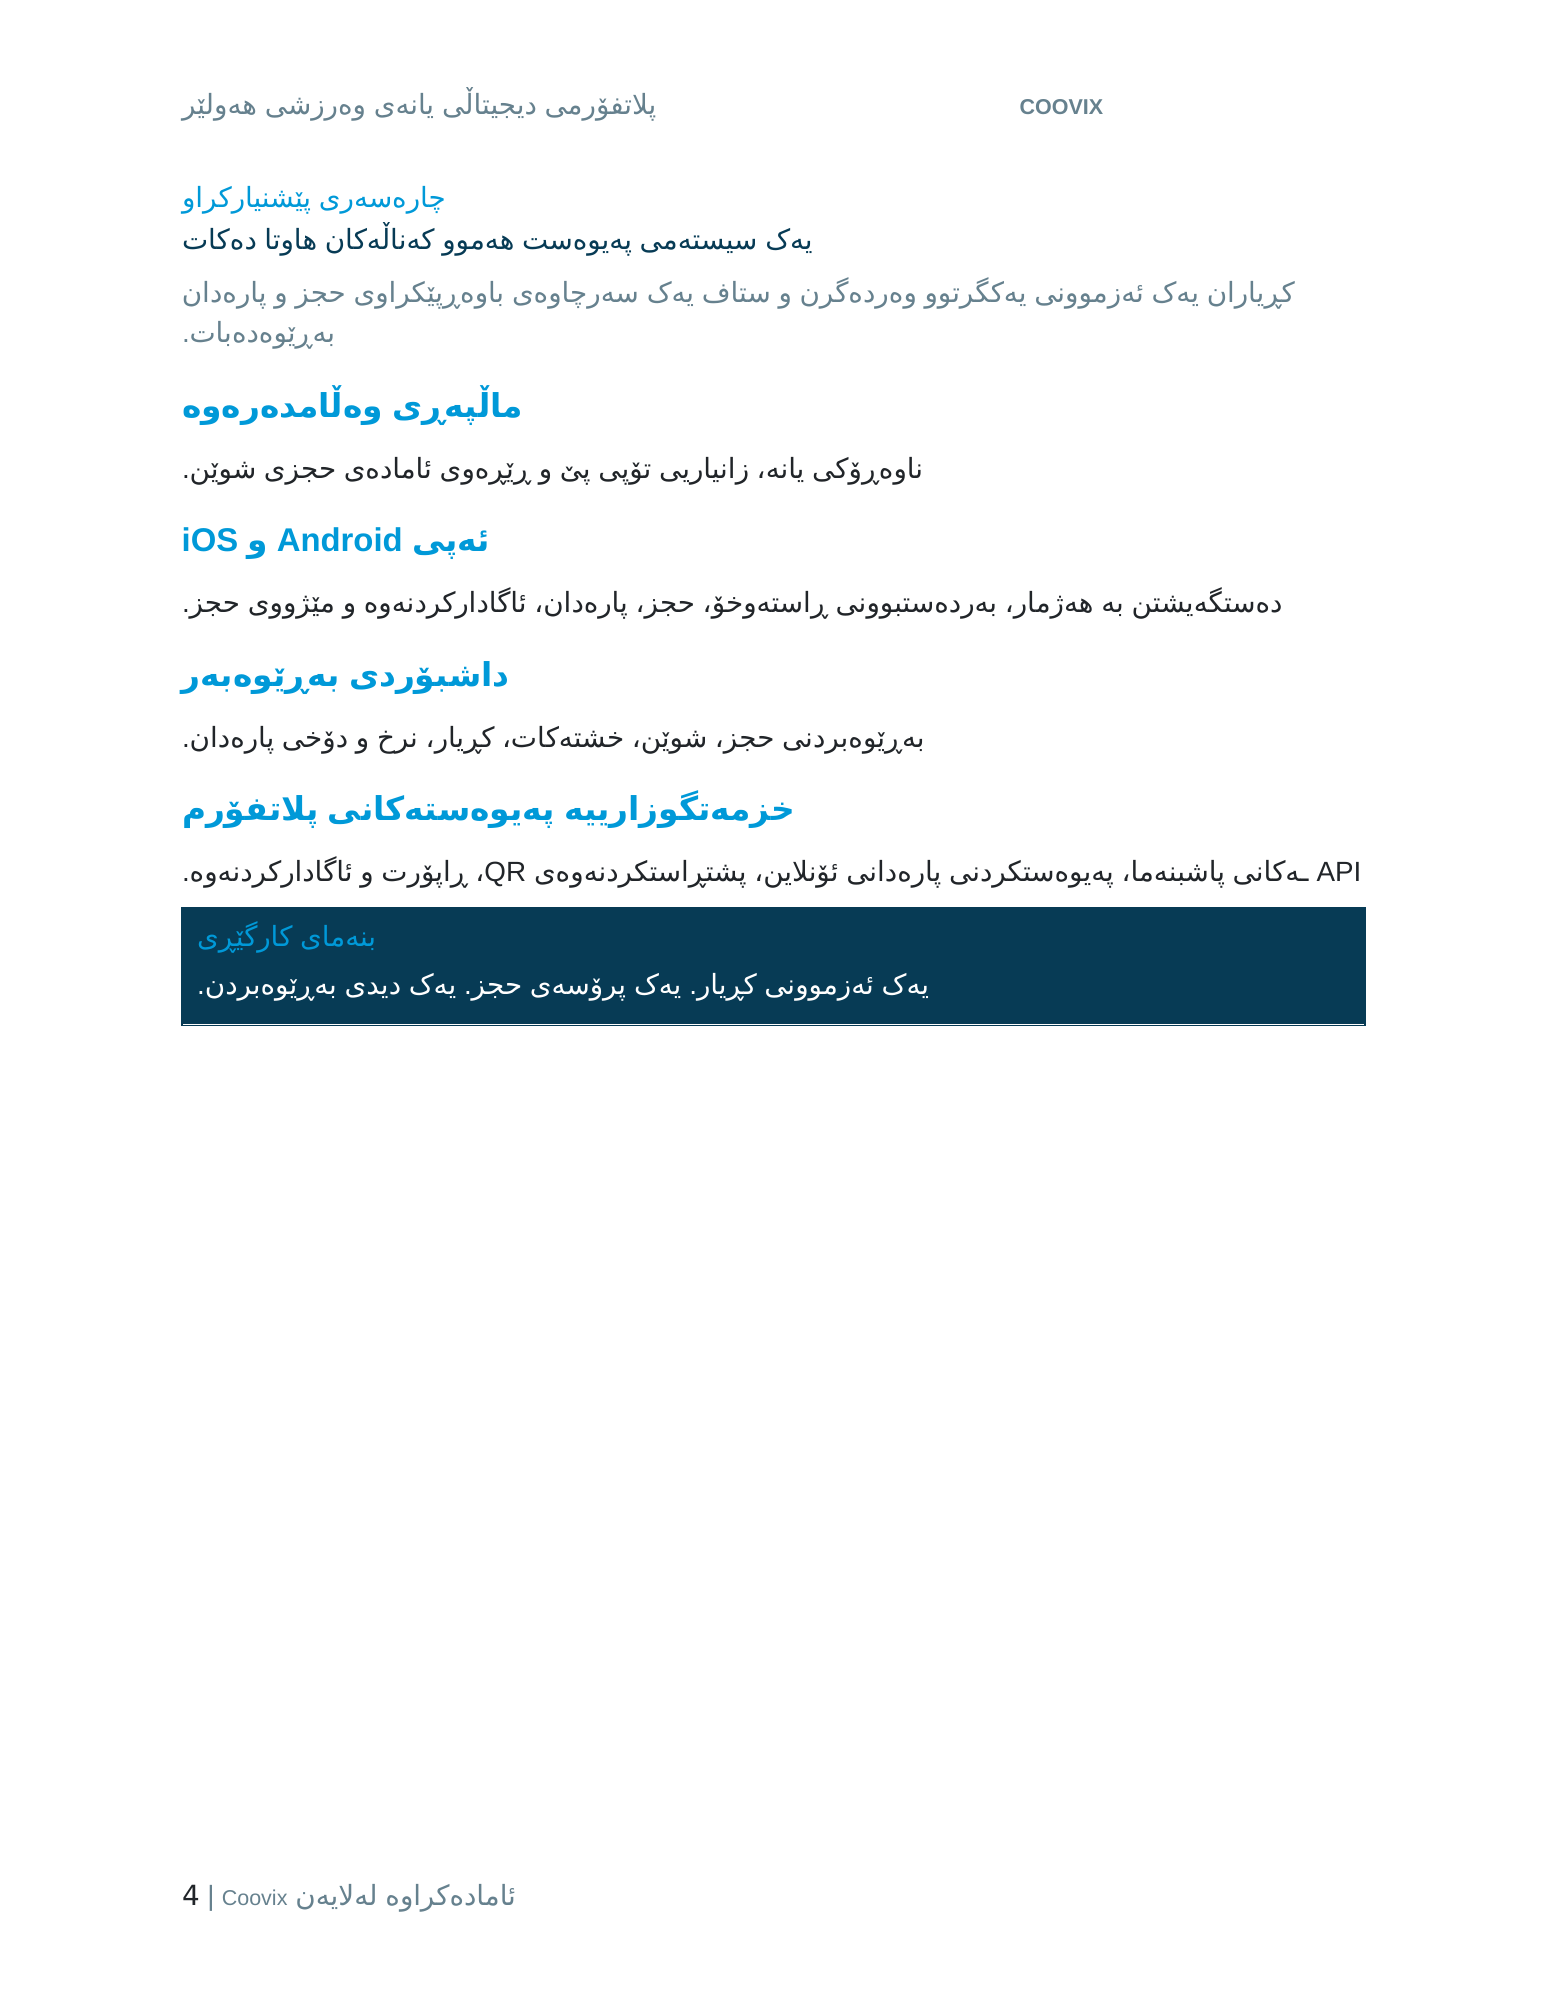 پلاتفۆرمی دیجیتاڵی یانەی وەرزشی هەولێر COOVIX
چارەسەری پێشنیارکراو
یەک سیستەمی پەیوەست هەموو کەناڵەکان هاوتا دەکات
کڕیاران یەک ئەزموونی یەکگرتوو وەردەگرن و ستاف یەک سەرچاوەی باوەڕپێکراوی حجز و پارەدان
بەڕێوەدەبات.
ماڵپەڕی وەڵامدەرەوە
ناوەڕۆکی یانە، زانیاریی تۆپی پێ و ڕێڕەوی ئامادەی حجزی شوێن.
ئەپی Android و iOS
دەستگەیشتن بە هەژمار، بەردەستبوونی ڕاستەوخۆ، حجز، پارەدان، ئاگادارکردنەوە و مێژووی حجز.
داشبۆردی بەڕێوەبەر
بەڕێوەبردنی حجز، شوێن، خشتەکات، کڕیار، نرخ و دۆخی پارەدان.
خزمەتگوزارییە پەیوەستەکانی پلاتفۆرم
API ـەکانی پاشبنەما، پەیوەستکردنی پارەدانی ئۆنلاین، پشتڕاستکردنەوەی QR، ڕاپۆرت و ئاگادارکردنەوە.
بنەمای کارگێڕی
یەک ئەزموونی کڕیار. یەک پرۆسەی حجز. یەک دیدی بەڕێوەبردن.
ئامادەکراوە لەلایەن Coovix | 4